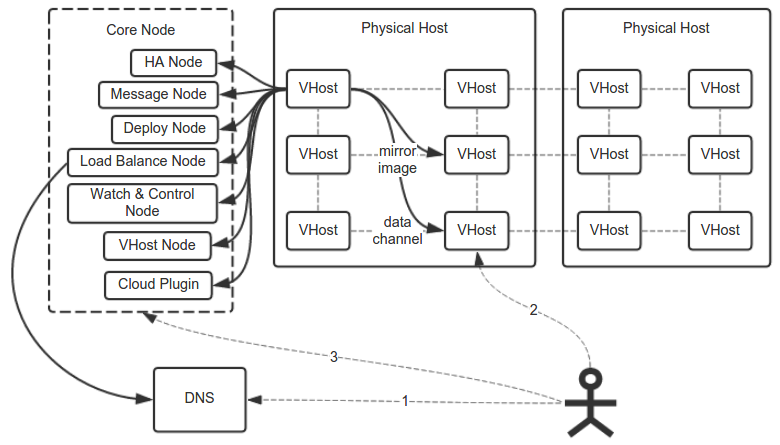 Core Node
HA Node
Message Node
Deploy Node
Load Balance Node
Watch & Control
Node
VHost Node
Cloud Plugin
Physical Host
VHost
VHost
VHost
mirror
image
VHost
VHost
data
channel
VHost
Physical Host
VHost
VHost
VHost
VHost
VHost
VHost
2
3
1
DNS